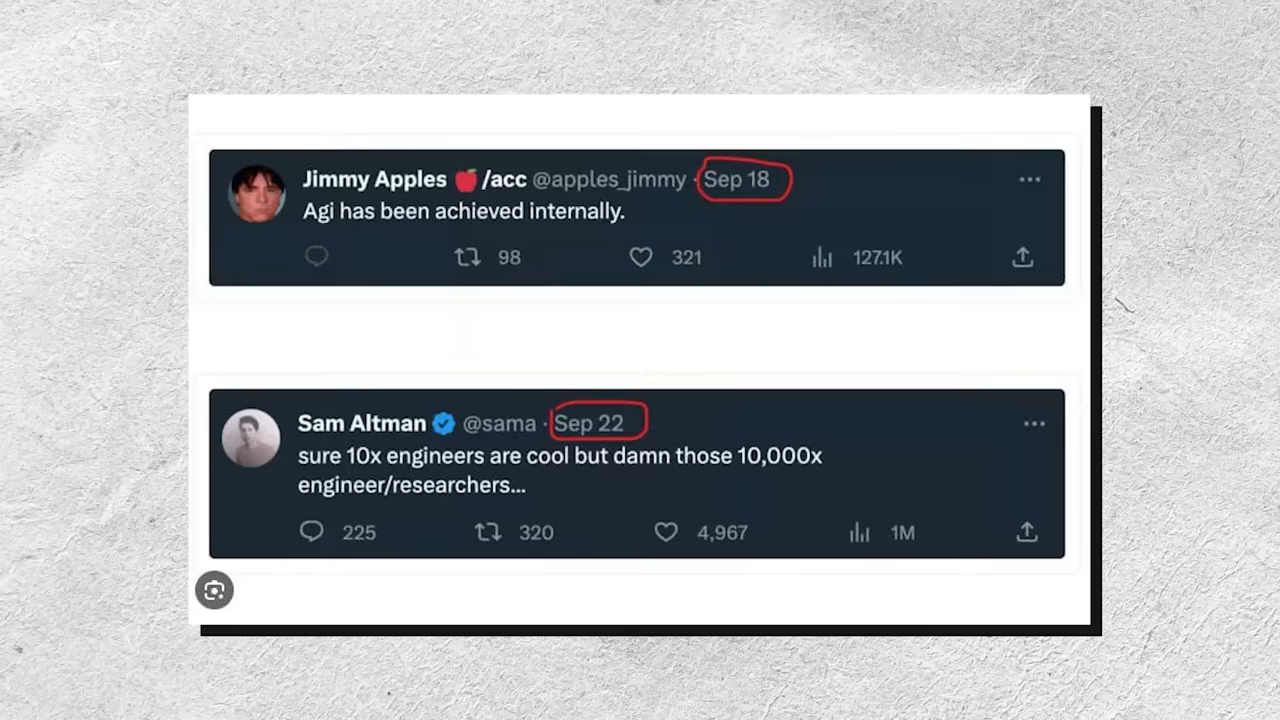 Jimmy Apples 🍎/acc @apples_jimmy · Sep 18
Agi has been achieved internally.
98 321 127.1K
Sam Altman @sama · Sep 22
sure 10x engineers are cool but damn those 10,000x
engineer/researchers...
225 320 4,967 1M